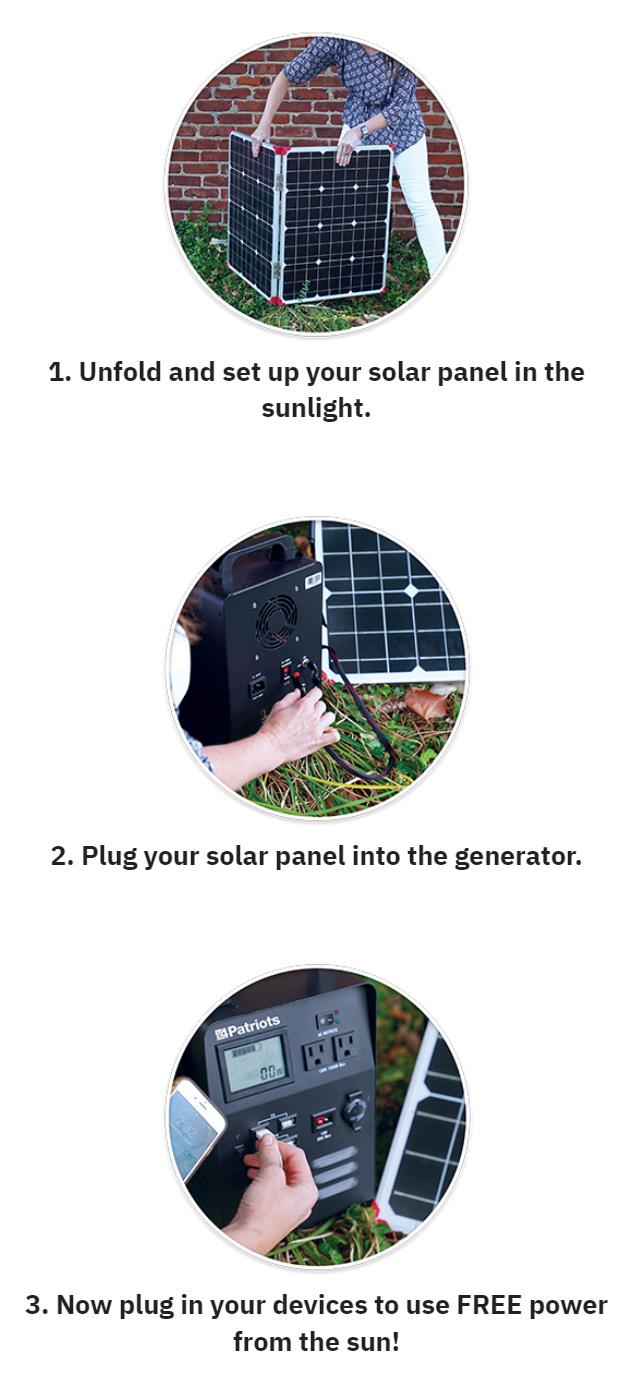 1. Unfold and set up your solar panel in the
sunlight.
2. Plug your solar panel into the generator.
4Patriots
00W
3. Now plug in your devices to use FREE power
from the sun!